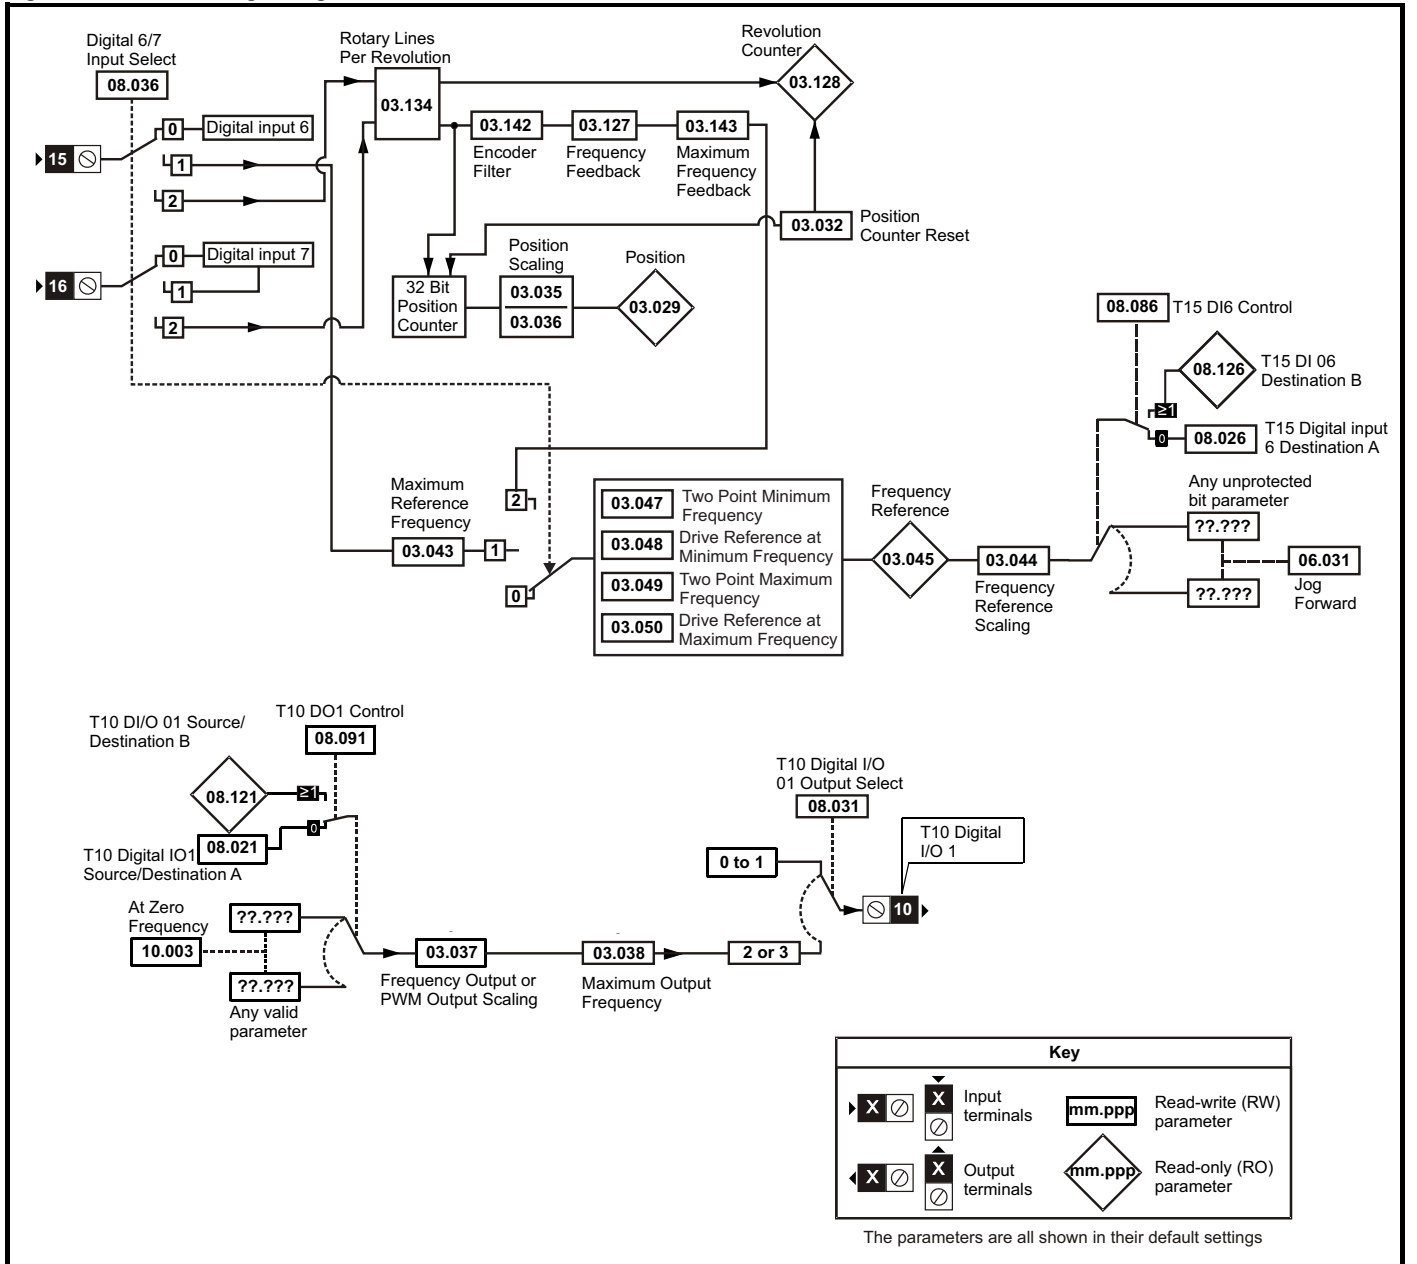 Digital 6/7
Input Select
08.036
Rotary Lines
Per Revolution
03.134
Revolution
Counter
03.128
15
0
Digital input 6
1
2
03.142
Encoder
Filter
03.127
Frequency
Feedback
03.143
Maximum
Frequency
Feedback
03.032
Position
Counter Reset
16
0
Digital input 7
1
2
32 Bit
Position
Counter
Position
Scaling
03.035
03.036
Position
03.029
08.086
T15 DI6 Control
08.126
T15 DI 06
Destination B
≥1
0
08.026
T15 Digital input
6 Destination A
Maximum
Reference
Frequency
03.043
2
1
0
03.047
Two Point Minimum
Frequency
03.048
Drive Reference at
Minimum Frequency
03.049
Two Point Maximum
Frequency
03.050
Drive Reference at
Maximum Frequency
Frequency
Reference
03.045
03.044
Frequency
Reference
Scaling
Any unprotected
bit parameter
??.???
??.???
06.031
Jog
Forward
T10 DI/O 01 Source/
Destination B
08.121
T10 DO1 Control
08.091
≥1
0
08.021
T10 Digital IO1
Source/Destination A
At Zero
Frequency
10.003
??.???
??.???
Any valid
parameter
03.037
Frequency Output or
PWM Output Scaling
03.038
Maximum Output
Frequency
T10 Digital I/O
01 Output Select
08.031
0 to 1
2 or 3
T10 Digital
I/O 1
10
Key
X
X
Input
terminals
mm.ppp
Read-write (RW)
parameter
X
X
Output
terminals
mm.ppp
Read-only (RO)
parameter
The parameters are all shown in their default settings